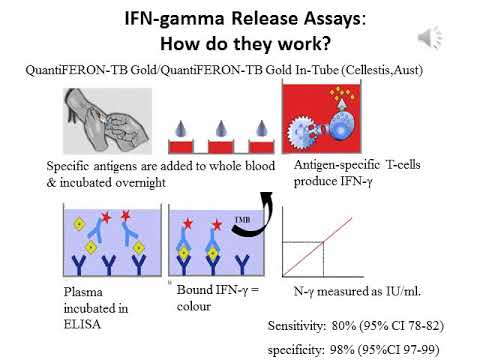 IFN-gamma Release Assays:
How do they work?
QuantiFERON-TB Gold/QuantiFERON-TB Gold In-Tube (Cellestis,Aust)
Specific antigens are added to whole blood
& incubated overnight
Antigen-specific T-cells
produce IFN-γ
TMB
Plasma
incubated in
ELISA
Bound IFN-γ =
colour
N-γ measured as IU/ml.
Sensitivity: 80% (95% CI 78-82)
specificity: 98% (95%CI 97-99)